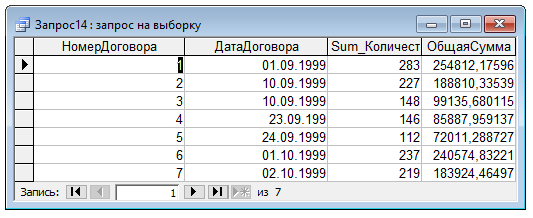 Запрос14 : запрос на выборку
НомерДоговора ДатаДоговора Sum_Количест ОбщаяСумма
1 01.09.1999 283 254812,17596
2 10.09.1999 227 188810,33539
3 10.09.1999 148 99135,680115
4 23.09.199 146 85887,959137
5 24.09.1999 112 72011,288727
6 01.10.1999 237 240574,83221
7 02.10.1999 219 183924,46497
Запись: 1 из 7